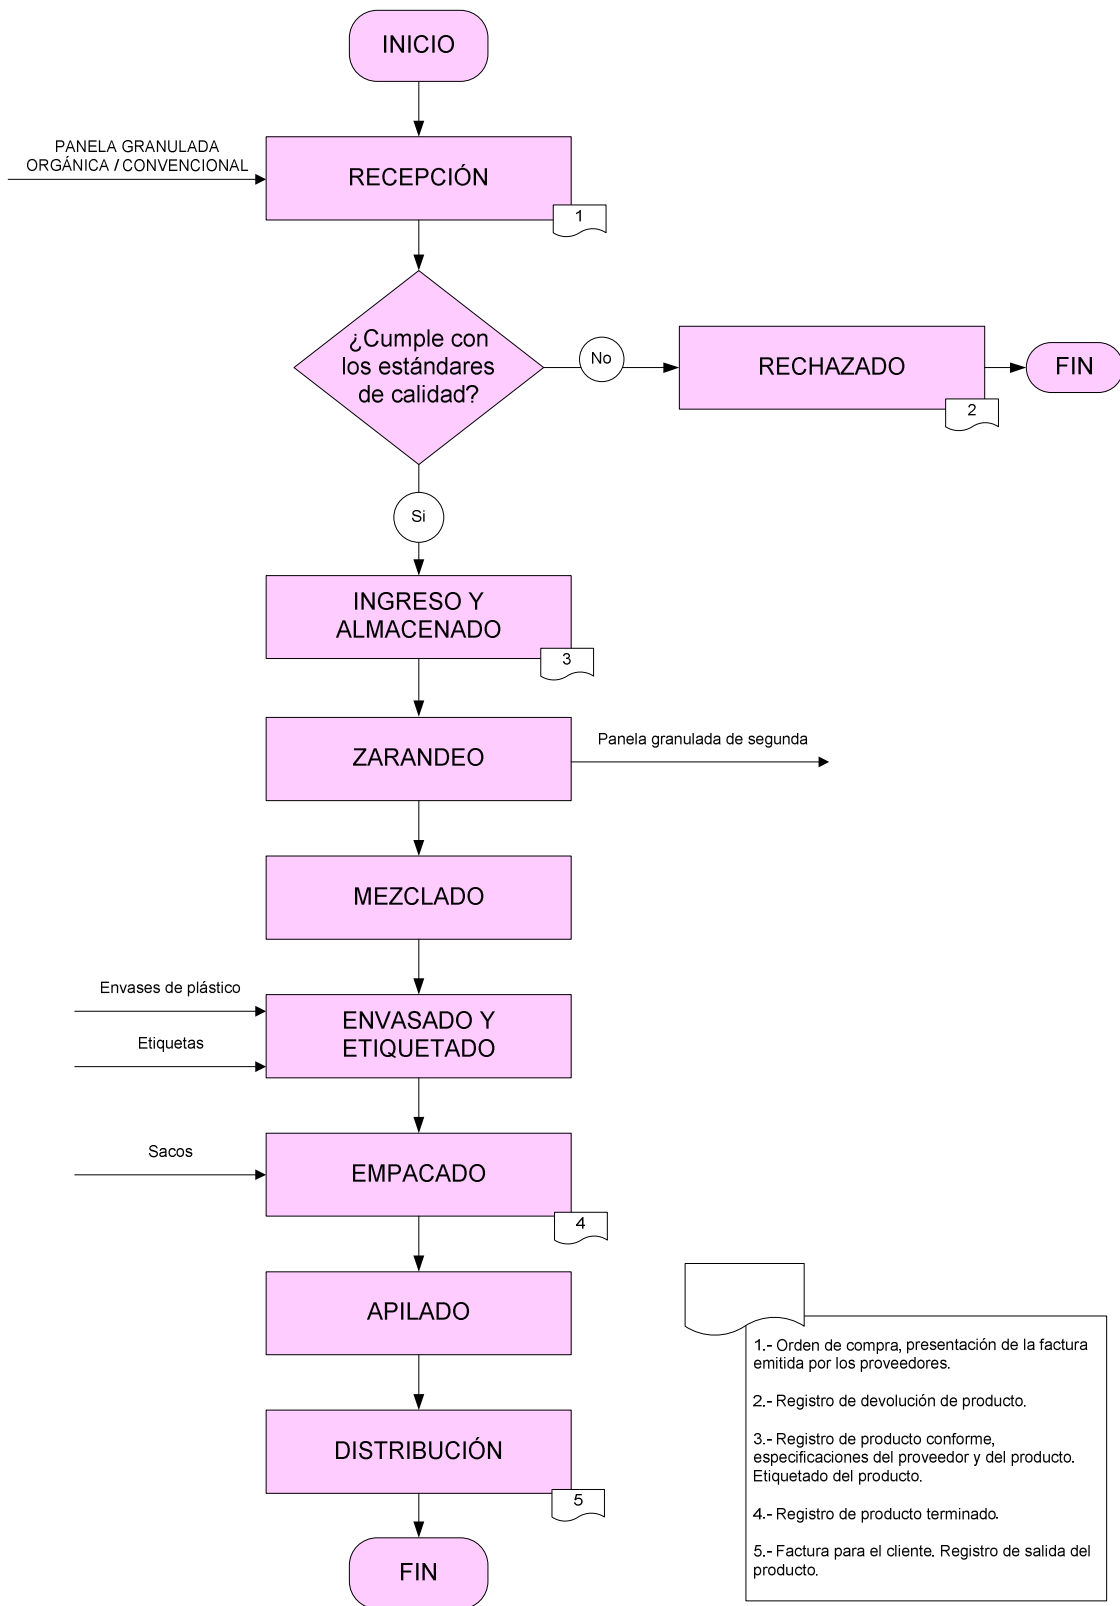 INICIO
PANELA GRANULADA
ORGÁNICA / CONVENCIONAL
RECEPCIÓN
1
¿Cumple con
los estándares
de calidad?
No
RECHAZADO
2
FIN
Si
INGRESO Y
ALMACENADO
3
ZARANDEO
Panela granulada de segunda
MEZCLADO
Envases de plástico
Etiquetas
ENVASADO Y
ETIQUETADO
Sacos
EMPACADO
4
APILADO
DISTRIBUCIÓN
5
FIN
1.- Orden de compra, presentación de la factura
emitida por los proveedores.
2.- Registro de devolución de producto.
3.- Registro de producto conforme,
especificaciones del proveedor y del producto.
Etiquetado del producto.
4.- Registro de producto terminado.
5.- Factura para el cliente. Registro de salida del
producto.